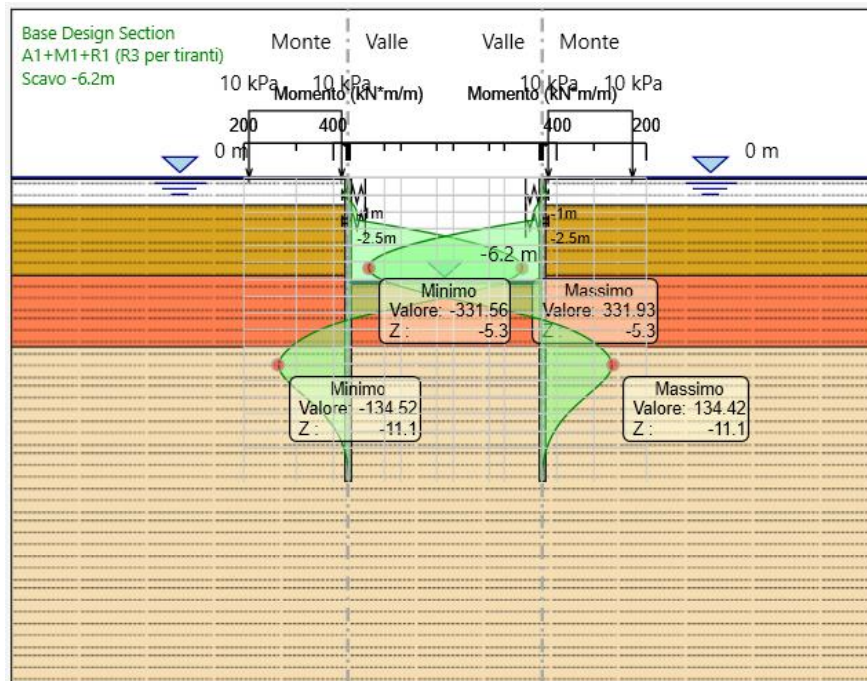 Base Design Section
A1+M1+R1 (R3 per tiranti)
Scavo -6.2m
Monte Valle Valle Monte
10 kPa 10 kPa 10 kPa 10 kPa
Momento (kN*m/m) Momento (kN*m/m)
200 400 400 200
0 m 0 m
-1m -1m
-2.5m -2.5m
-6.2 m
Minimo Massimo
Valore: -331.56 Valore: 331.93
Z : -5.3 Z : -5.3
Minimo Massimo
Valore: -134.52 Valore: 134.42
Z : -11.1 Z : -11.1